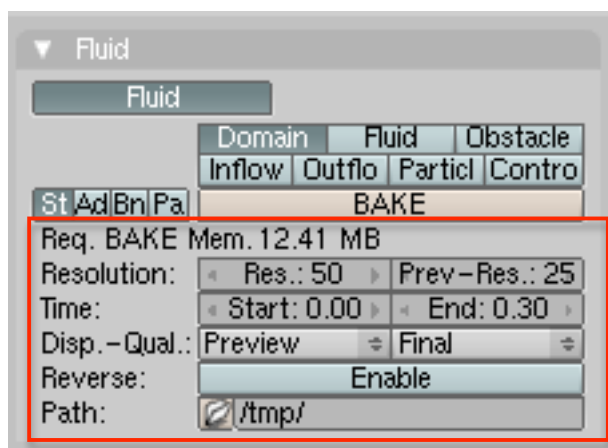 Fluid
Fluid
Domain Fluid Obstacle
Inflow Outflo Particl Contro
St Ad Bn Pa BAKE
Req. BAKE Mem. 12.41 MB
Resolution: Res.: 50 Prev-Res.: 25
Time: Start: 0.00 End: 0.30
Disp.-Qual.: Preview Final
Reverse: Enable
Path: /tmp/